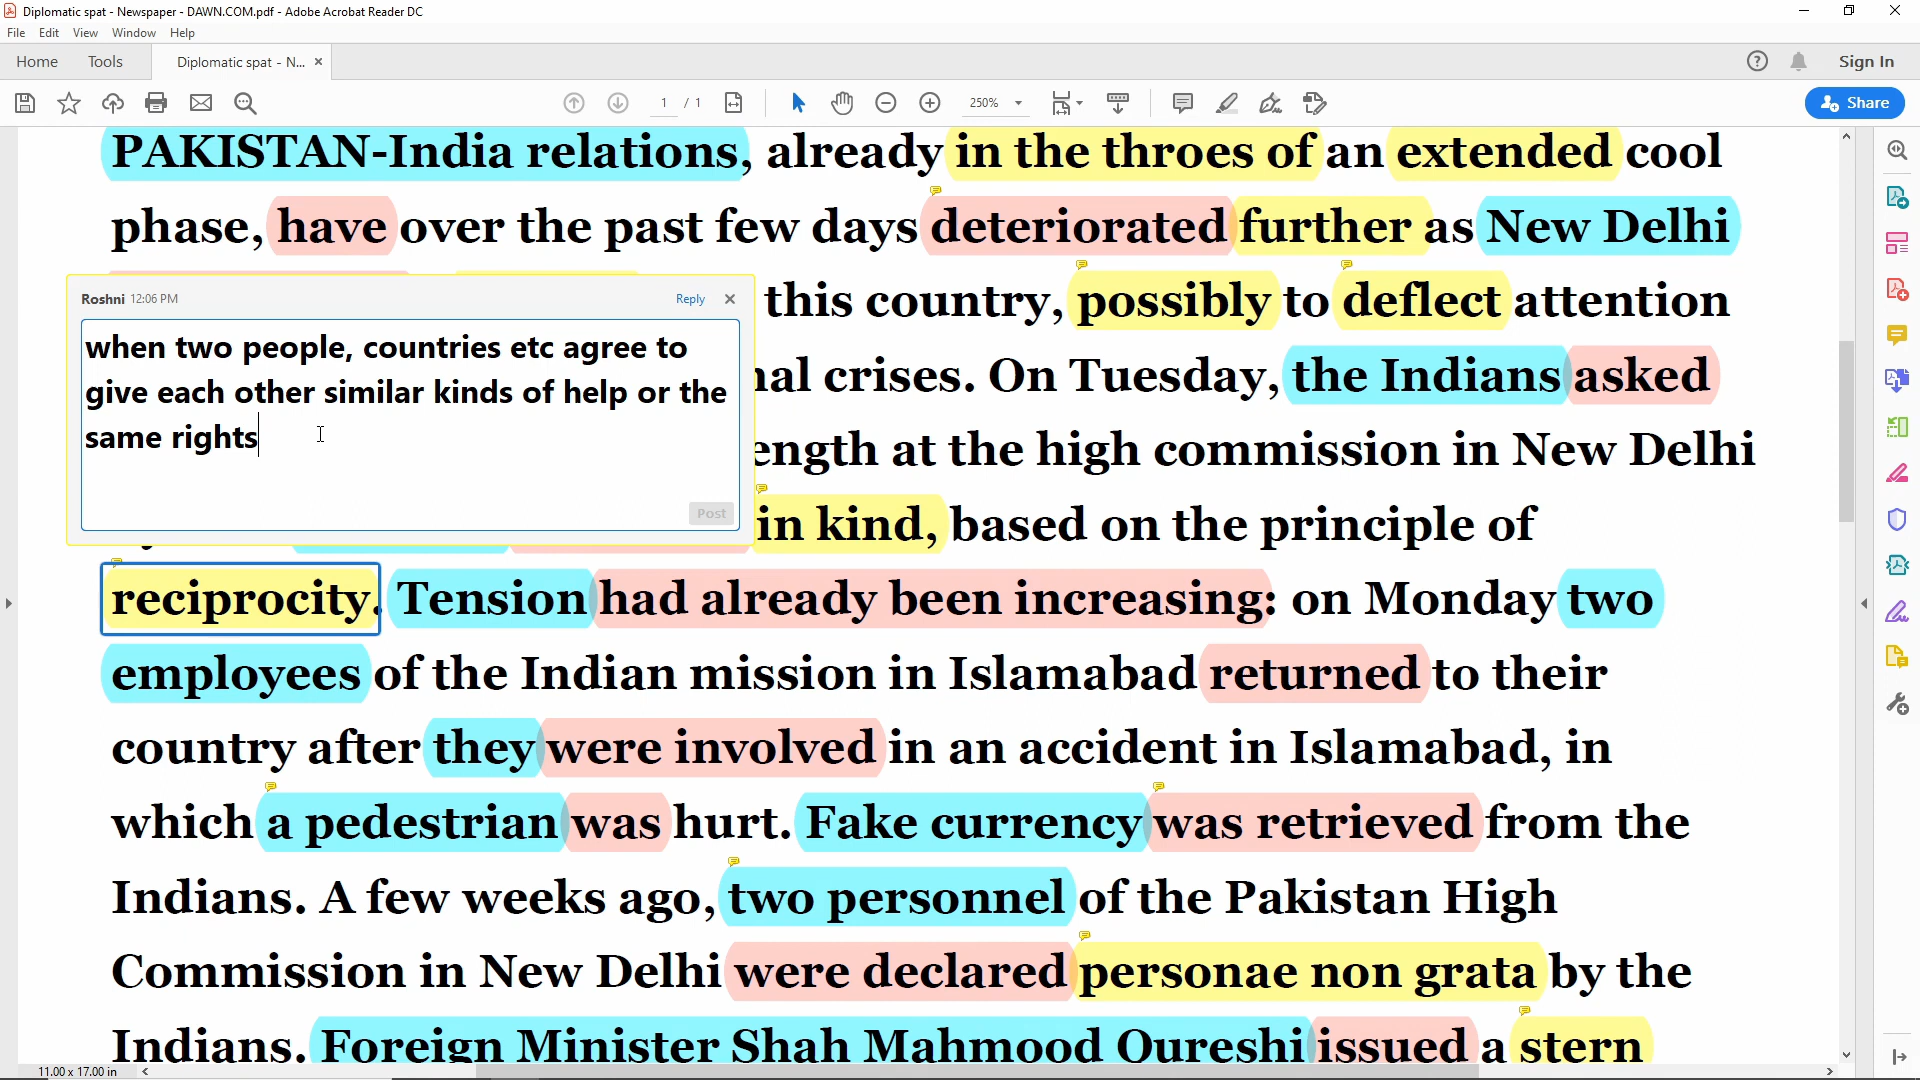 Diplomatic spat - Newspaper - DAWN.COM.pdf - Adobe Acrobat Reader DC
File Edit View Window Help
Home Tools Diplomatic spat - N... × Sign In
1 / 1 250% Share
PAKISTAN-India relations, already in the throes of an extended cool
phase, have over the past few days deteriorated further as New Delhi
Roshni 12:06 PM Reply ×
when two people, countries etc agree to
give each other similar kinds of help or the
same rights
Post
this country, possibly to deflect attention
crises. On Tuesday, the Indians asked
at the high commission in New Delhi
in kind, based on the principle of
reciprocity. Tension had already been increasing: on Monday two
employees of the Indian mission in Islamabad returned to their
country after they were involved in an accident in Islamabad, in
which a pedestrian was hurt. Fake currency was retrieved from the
Indians. A few weeks ago, two personnel of the Pakistan High
Commission in New Delhi were declared personae non grata by the
Indians. Foreign Minister Shah Mahmood Qureshi issued a stern
11.00 x 17.00 in